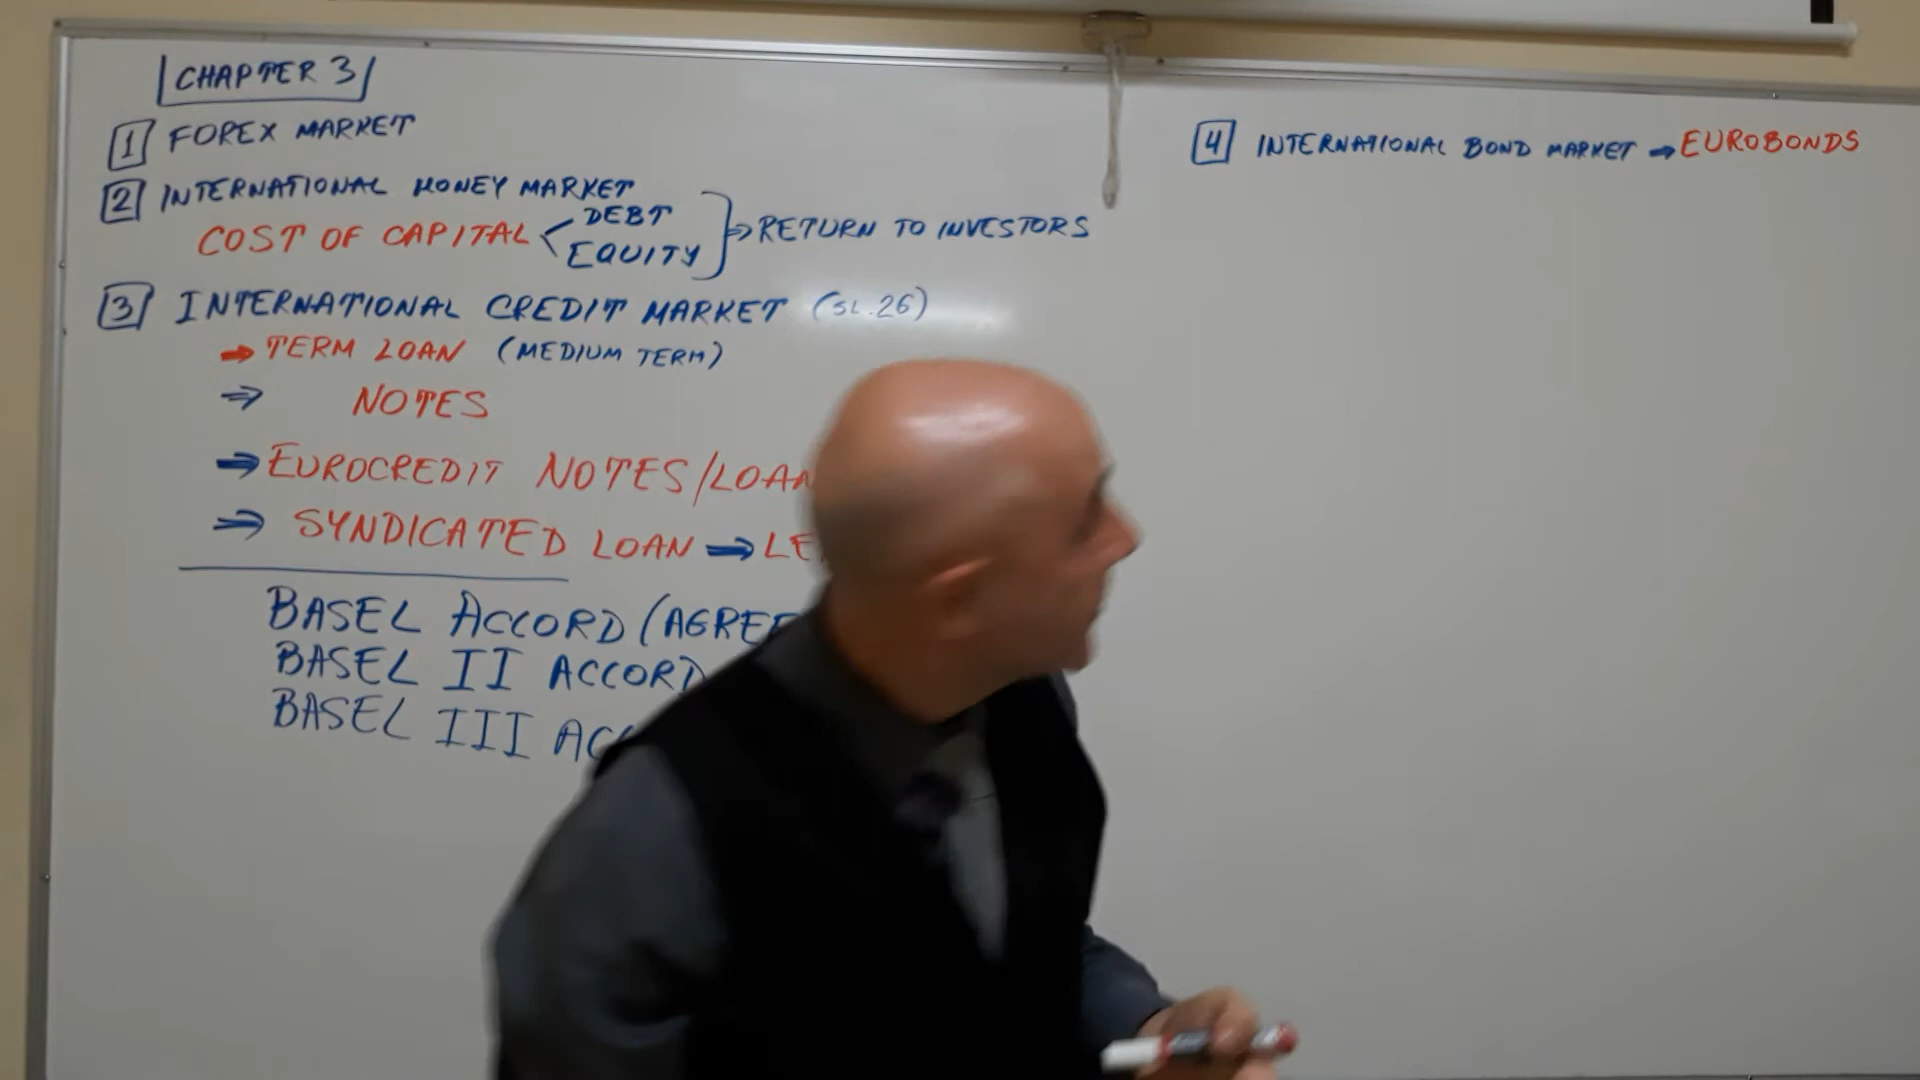 CHAPTER 3
1 FOREX MARKET
2 INTERNATIONAL MONEY MARKET
COST OF CAPITAL < DEBT
EQUITY
⇒ RETURN TO INVESTORS
3 INTERNATIONAL CREDIT MARKET (SL.26)
→ TERM LOAN (MEDIUM TERM)
⇒ NOTES
⇒ EUROCREDIT NOTES/LOAN
⇒ SYNDICATED LOAN ⇒
BASEL ACCORD
BASEL II ACCORD
BASEL III
4 INTERNATIONAL BOND MARKET → EUROBONDS